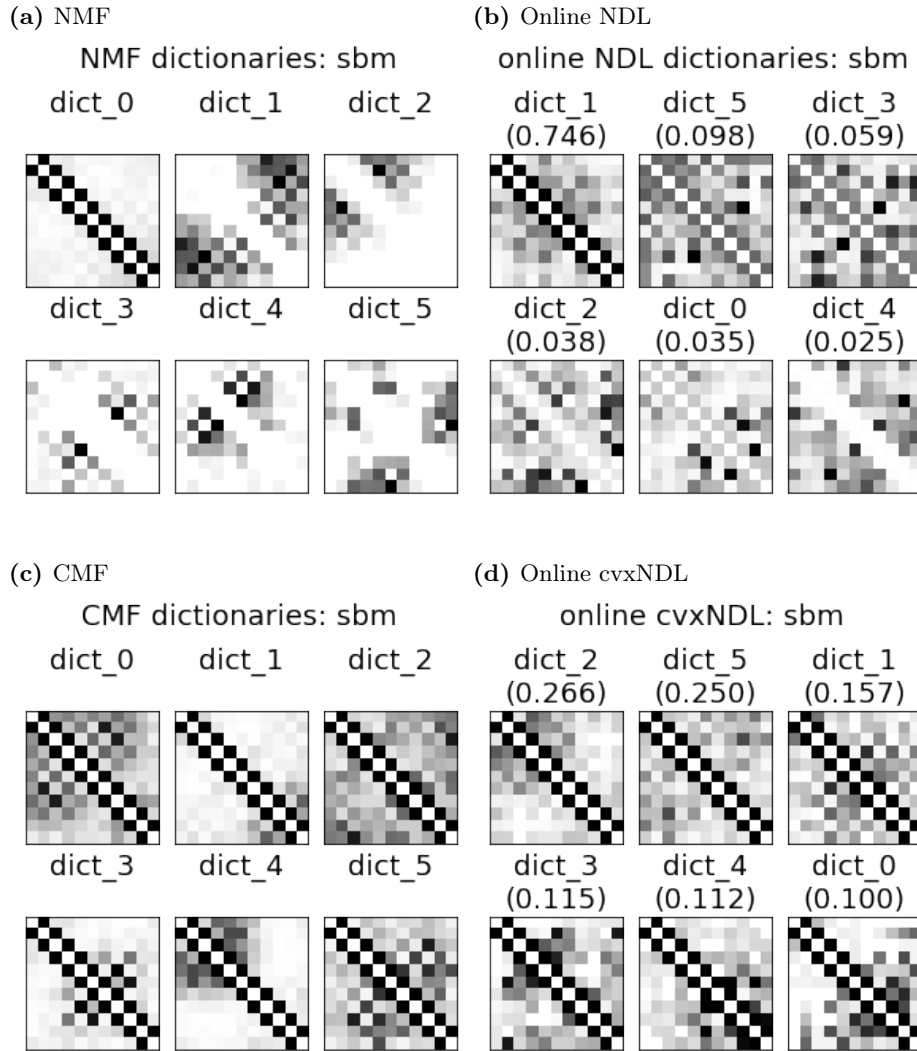 (a) NMF
NMF dictionaries: sbm
dict_0 dict_1 dict_2
dict_3 dict_4 dict_5
(b) Online NDL
online NDL dictionaries: sbm
dict_1 dict_5 dict_3
(0.746) (0.098) (0.059)
dict_2 dict_0 dict_4
(0.038) (0.035) (0.025)
(c) CMF
CMF dictionaries: sbm
dict_0 dict_1 dict_2
dict_3 dict_4 dict_5
(d) Online cvxNDL
online cvxNDL: sbm
dict_2 dict_5 dict_1
(0.266) (0.250) (0.157)
dict_3 dict_4 dict_0
(0.115) (0.112) (0.100)